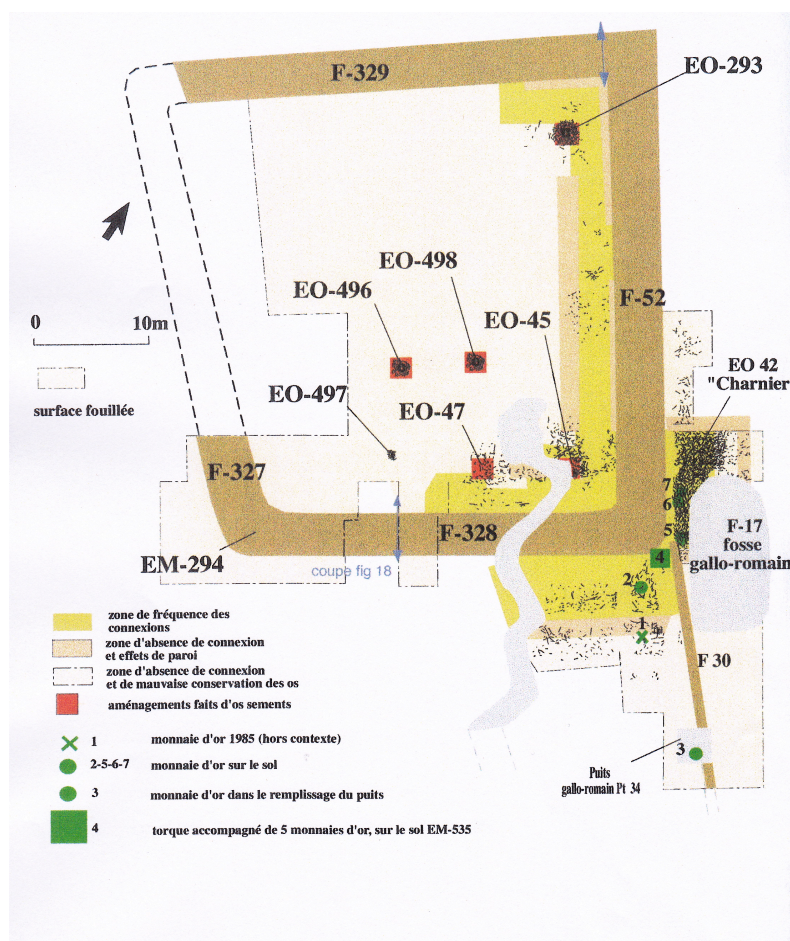 F-329
EO-293
EO-498
EO-496
F-52
EO-45
0 10m
EO 42
"Charnier
surface fouillée
EO-497
EO-47
F-327
7
6
5
F-17
fosse
gallo-romain
F-328
4
EM-294
coupe fig 18
2
1
F 30
3
Puits
gallo-romain Pt 34
zone de fréquence des
connexions
zone d'absence de connexion
et effets de paroi
zone d'absence de connexion
et de mauvaise conservation des os
aménagements faits d'os sements
1 monnaie d'or 1985 (hors contexte)
2-5-6-7 monnaie d'or sur le sol
3 monnaie d'or dans le remplissage du puits
4 torque accompagné de 5 monnaies d'or, sur le sol EM-535